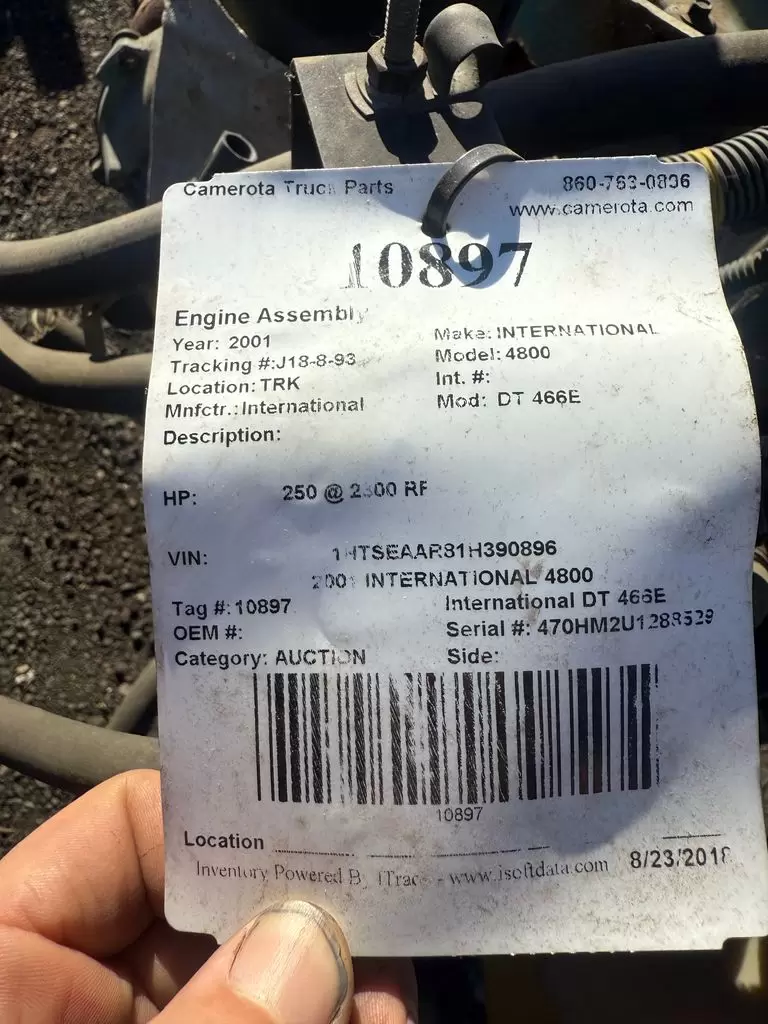 Camerota Truck Parts
860-763-0896
www.camerota.com
10897
Engine Assembly
Year: 2001
Make: INTERNATIONAL
Tracking #:J18-8-93
Model: 4800
Location: TRK
Int. #:
Mnfctr.: International
Mod: DT 466E
Description:
HP: 250 @
VIN: 1HTSEAAR81H390896
2001 INTERNATIONAL 4800
Tag #: 10897
International DT 466E
OEM #:
Serial #: 470HM2U1288529
Category: AUCTION
Side:
10897
Location
Inventory Powered By ITrack - www.isoftdata.com
8/23/2018